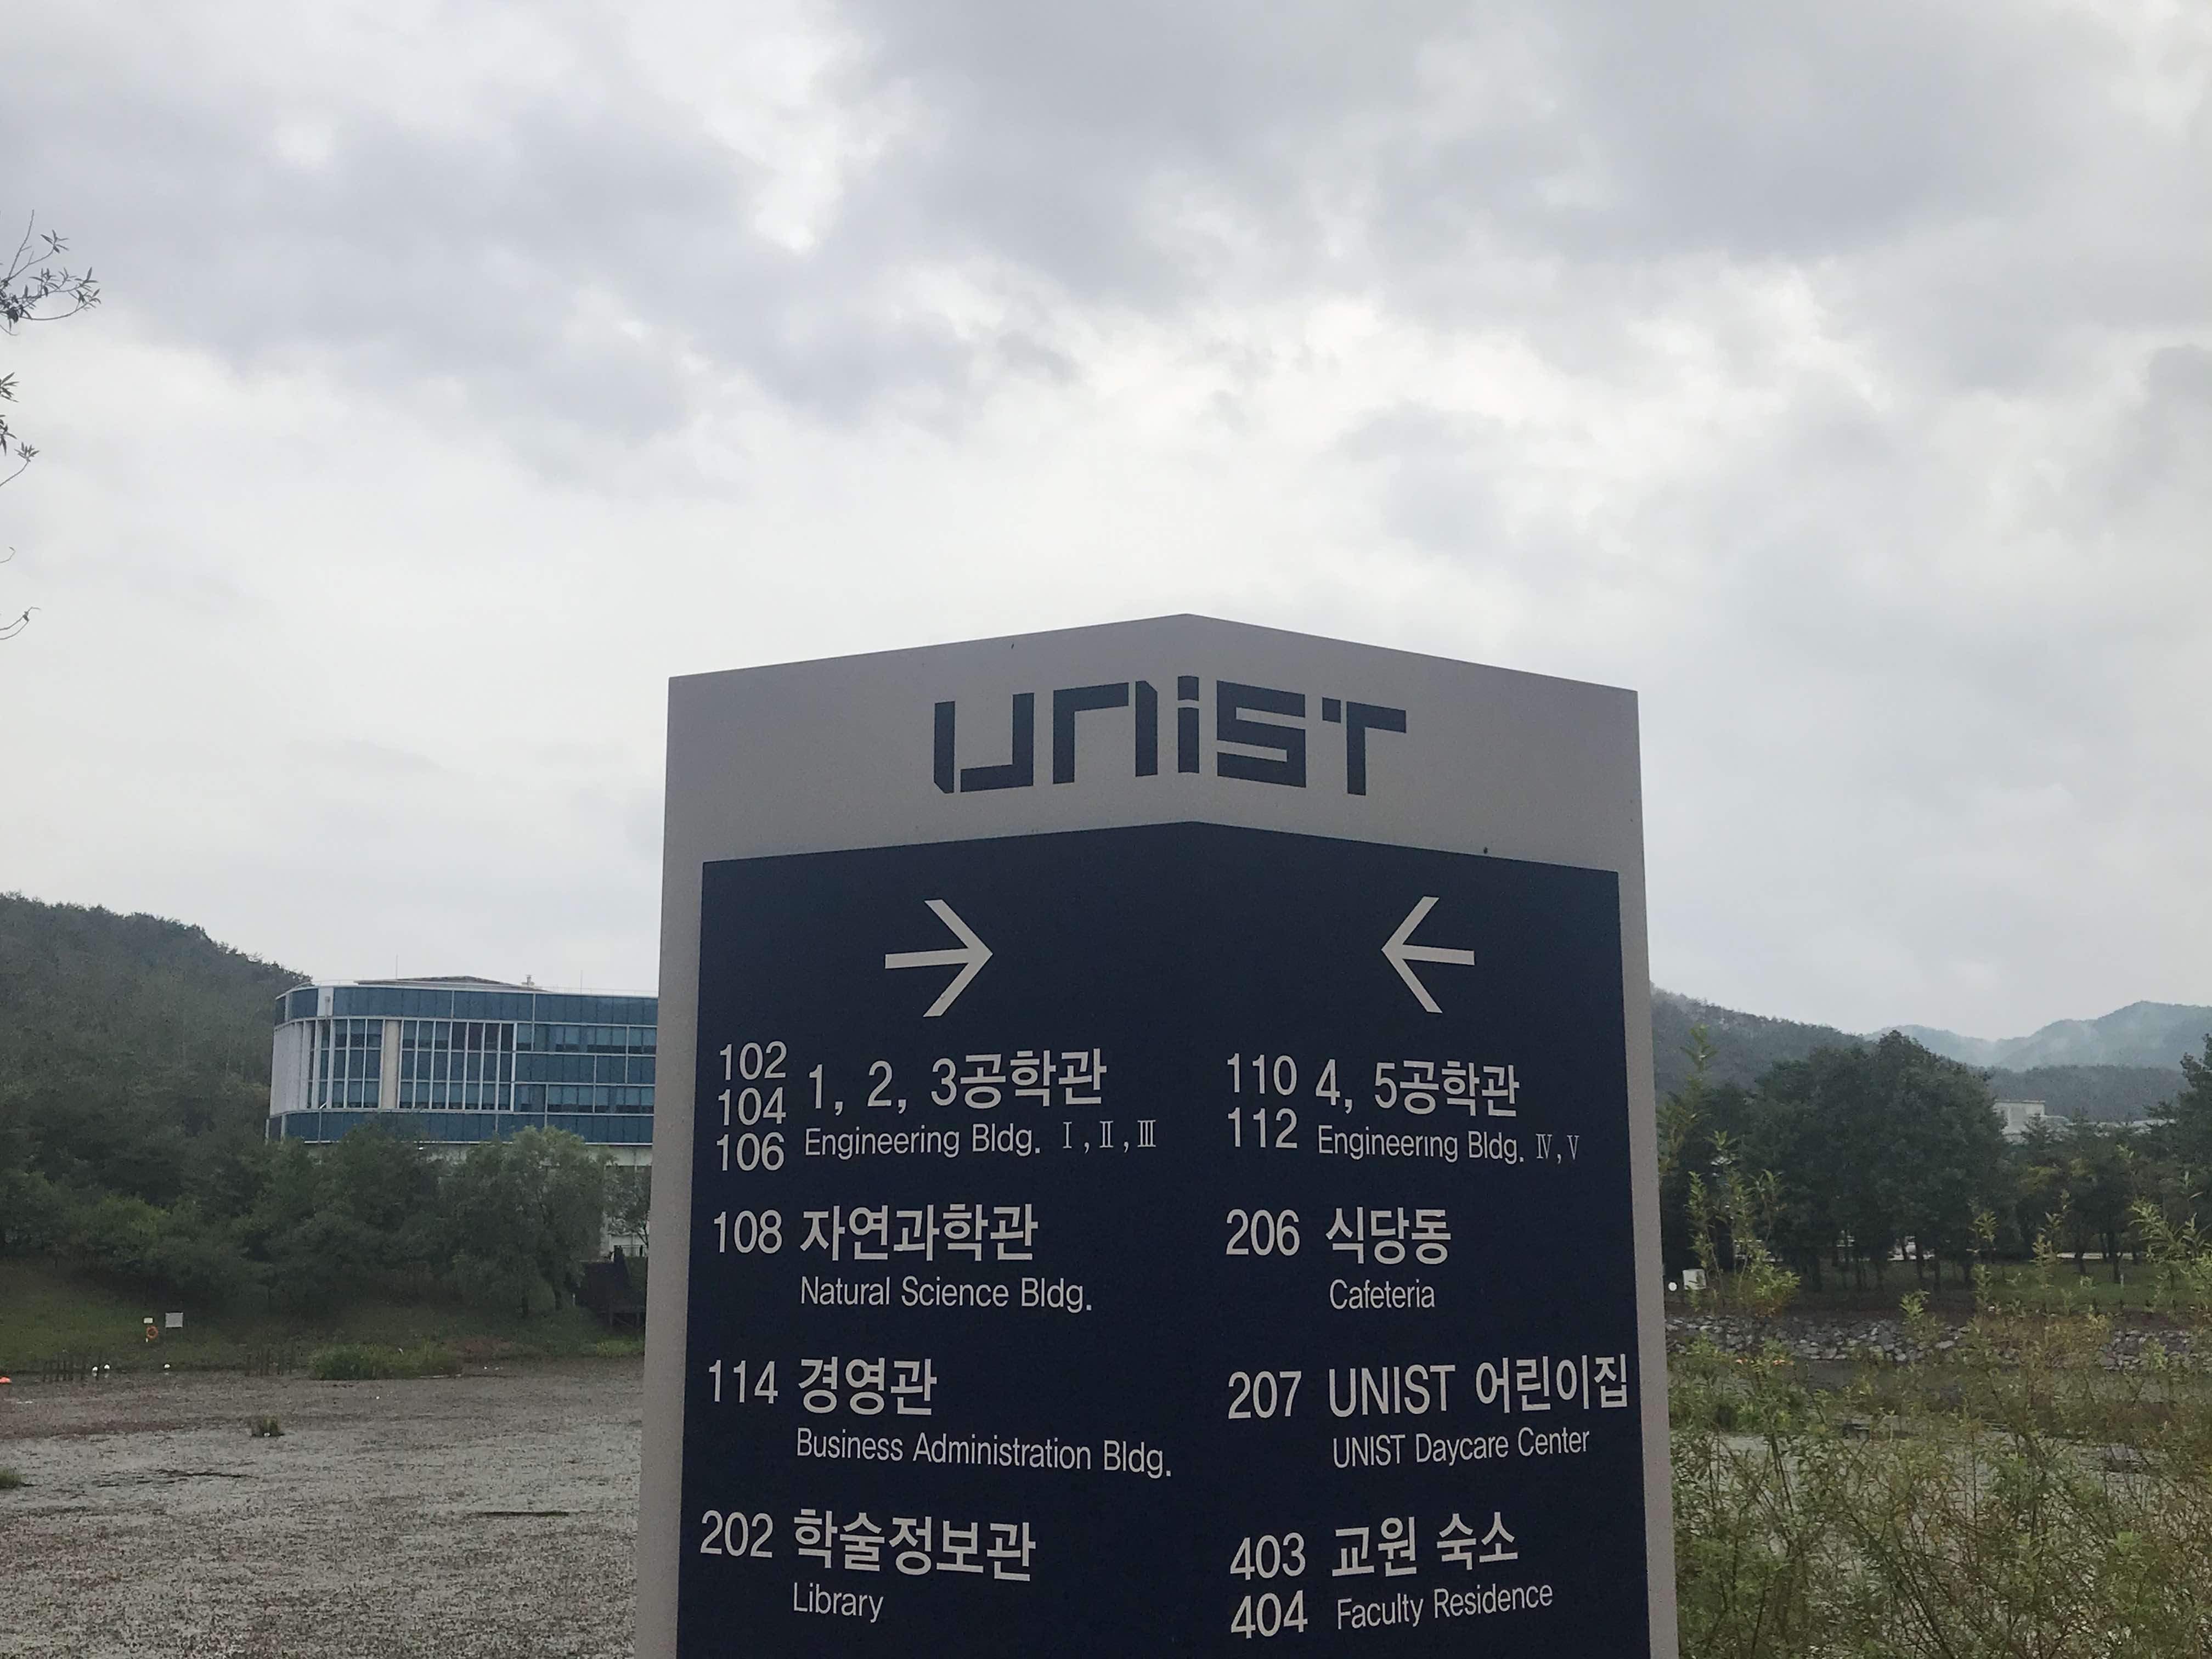 UNIST
→
102
104
106
1, 2, 3공학관
Engineering Bldg. Ⅰ,Ⅱ,Ⅲ
108 자연과학관
Natural Science Bldg.
114 경영관
Business Administration Bldg.
202 학술정보관
Library
←
110
112
4, 5공학관
Engineering Bldg. Ⅳ,Ⅴ
206 식당동
Cafeteria
207 UNIST 어린이집
UNIST Daycare Center
403
404
교원 숙소
Faculty Residence